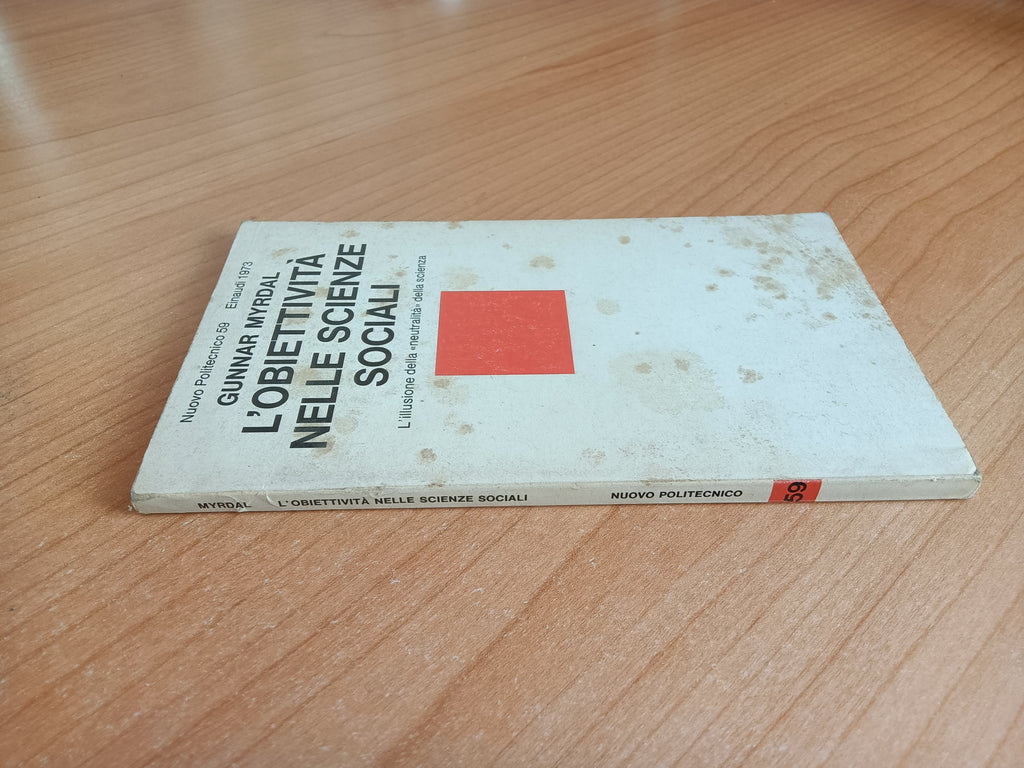 Nuovo Politecnico 59 Einaudi 1973
GUNNAR MYRDAL
L'OBIETTIVITÀ
NELLE SCIENZE
SOCIALI
L'illusione della «neutralità» della scienza
MYRDAL L'OBIETTIVITÀ NELLE SCIENZE SOCIALI NUOVO POLITECNICO 59